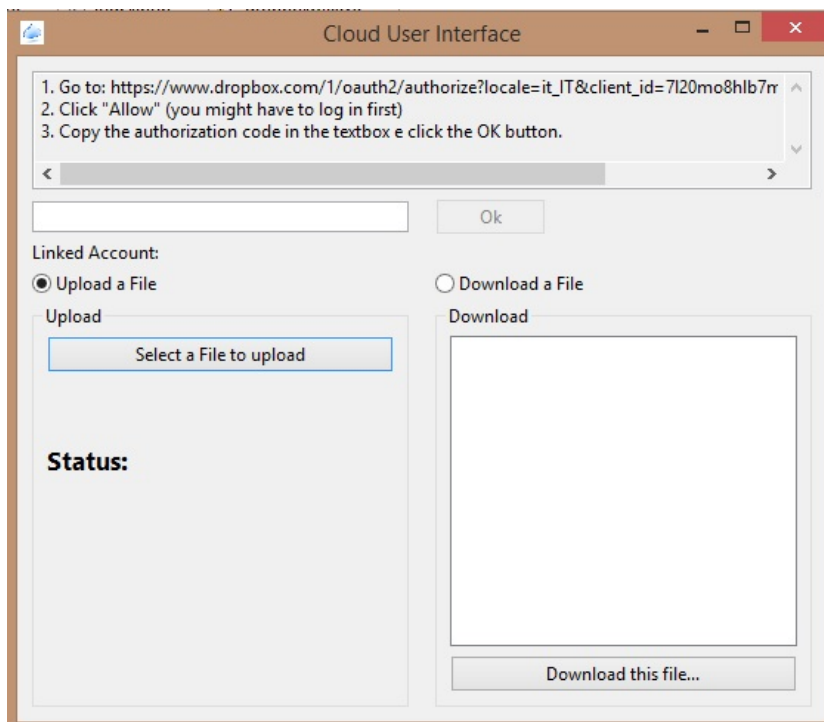 Cloud User Interface
1. Go to: https://www.dropbox.com/1/oauth2/authorize?locale=it_IT&client_id=7l20mo8hlb7m
2. Click "Allow" (you might have to log in first)
3. Copy the authorization code in the textbox e click the OK button.
Ok
Linked Account:
Upload a File
Download a File
Upload
Download
Select a File to upload
Status:
Download this file...